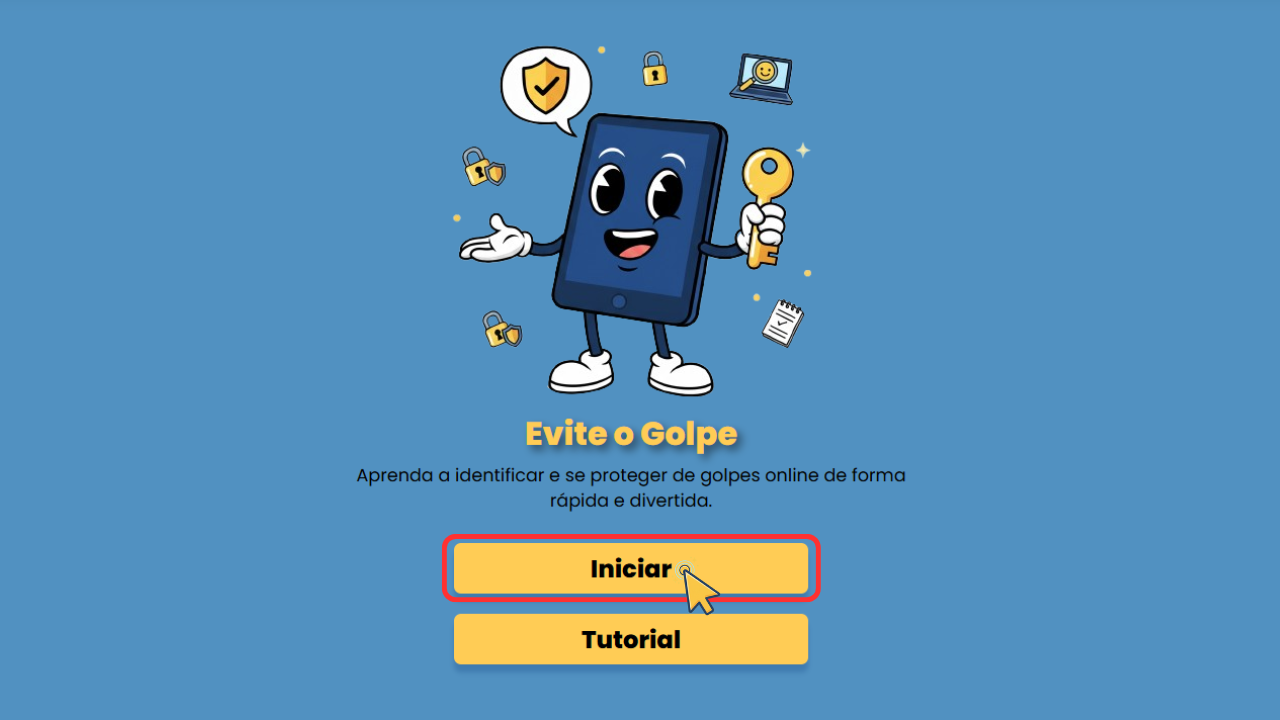 Evite o Golpe
Aprenda a identificar e se proteger de golpes online de forma
rápida e divertida.
Iniciar
Tutorial